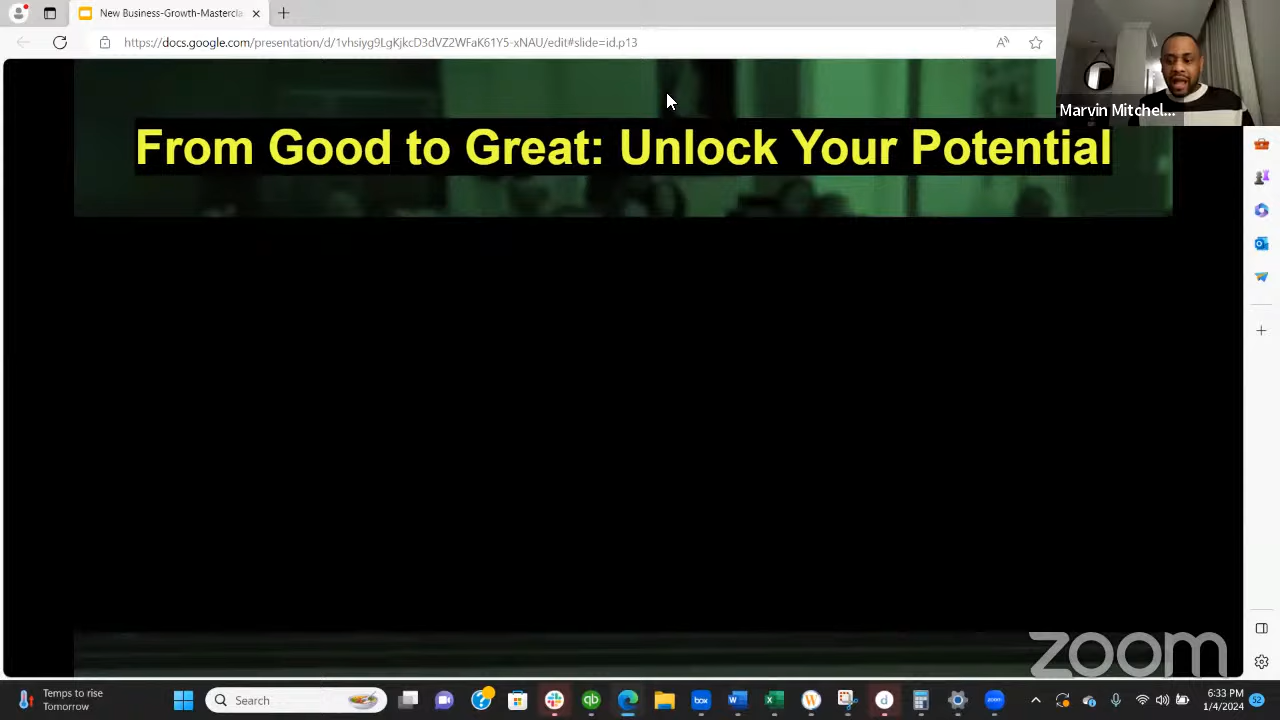 New Business-Growth-Mastercla
https://docs.google.com/presentation/d/1vhsiyg9LgKjkcD3dVZ2WFaK61Y5-xNAU/edit#slide=id.p13
Marvin Mitchel...
From Good to Great: Unlock Your Potential
zoom
Temps to rise
Tomorrow
Search
6:33 PM
1/4/2024
52